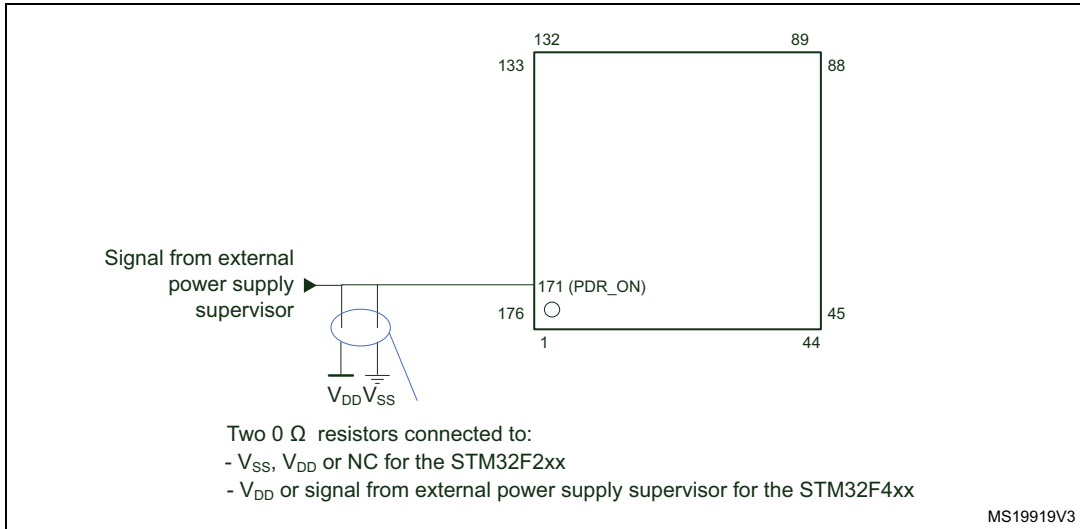 132
89
133
88
Signal from external
power supply
supervisor
171 (PDR_ON)
176
45
1
44
VDD VSS
Two 0 Ω resistors connected to:
- VSS, VDD or NC for the STM32F2xx
- VDD or signal from external power supply supervisor for the STM32F4xx
MS19919V3